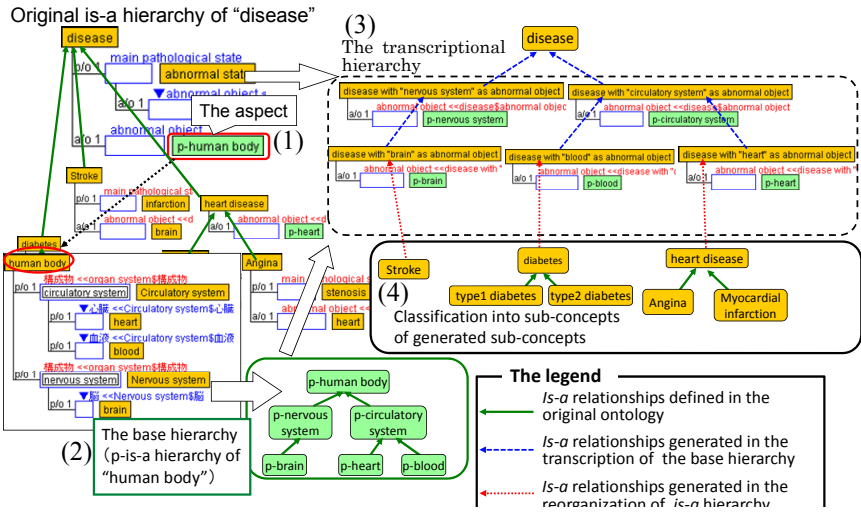 Original is-a hierarchy of "disease"
disease
main pathological state
p/o 1
abnormal state
▼abnormal object <
a/o 1
The aspect
abnormal object
a/o 1
p-human body
(1)
Stroke
main pathological st
p/o 1
infarction
abnormal object <<d
a/o 1
brain
heart disease
abnormal object <<d
a/o 1
p-heart
diabetes
human body
構成物 <<organ system$構成物
p/o 1
circulatory system
Circulatory system
▼心臓 <<Circulatory system$心臓
p/o 1
heart
▼血液 <<Circulatory system$血液
p/o 1
blood
構成物 <<organ system$構成物
p/o 1
nervous system
Nervous system
▼脳 <<Nervous system$脳
p/o 1
brain
Angina
main pathological s
p/o 1
stenosis
abnormal object <<d
a/o 1
heart
(2)
The base hierarchy
(p-is-a hierarchy of
"human body")
p-human body
p-nervous
system
p-circulatory
system
p-brain
p-heart
p-blood
(3)
The transcriptional
hierarchy
disease
disease with "nervous system" as abnormal object
abnormal object <<disease$abnormal objec
a/o 1
p-nervous system
disease with "circulatory system" as abnormal object
abnormal object <<disease$abnormal object
a/o 1
p-circulatory system
disease with "brain" as abnormal object
abnormal object <<disease with "
a/o 1
p-brain
disease with "blood" as abnormal object
abnormal object <<disease with "c
a/o 1
p-blood
disease with "heart" as abnormal object
abnormal object <<disease with "
a/o 1
p-heart
(4)
Stroke
diabetes
type1 diabetes
type2 diabetes
heart disease
Angina
Myocardial
infarction
Classification into sub-concepts
of generated sub-concepts
The legend
Is-a relationships defined in the
original ontology
Is-a relationships generated in the
transcription of the base hierarchy
Is-a relationships generated in the
reorganization of is-a hierarchy